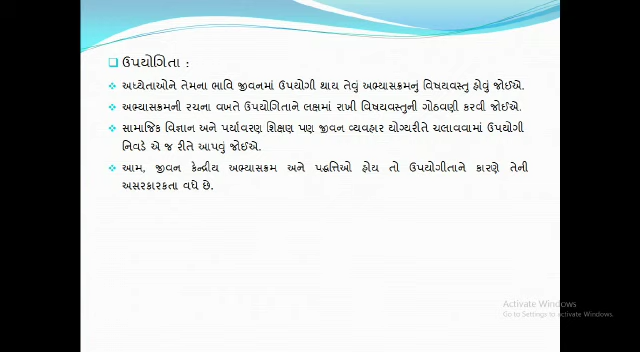 ઉપયોગિતા :
અધ્યેતાઓને તેમના ભાવિ જીવનમાં ઉપયોગી થાય તેવું અભ્યાસક્રમનું વિષયવસ્તુ હોવું જોઈએ.
અભ્યાસક્રમની રચના વખતે ઉપયોગિતાને લક્ષમાં રાખી વિષયવસ્તુની ગોઠવણી કરવી જોઈએ.
સામાજિક વિજ્ઞાન અને પર્યાવરણ શિક્ષણ પણ જીવન વ્યવહાર યોગ્યરીતે ચલાવવામાં ઉપયોગી
નિવડે એ જ રીતે આપવું જોઈએ.
આમ, જીવન કેન્દ્રીય અભ્યાસક્રમ અને પદ્ધતિઓ હોય તો ઉપયોગીતાને કારણે તેની
અસરકારકતા વધે છે.
Activate Windows
Go to Settings to activate Windows.